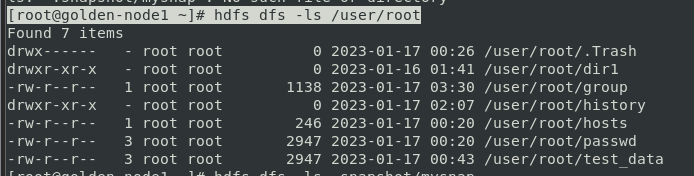 ls: .snapshot/mysnap : No such file or directory
[root@golden-node1 ~]# hdfs dfs -ls /user/root
Found 7 items
drwx------   - root root          0 2023-01-17 00:26 /user/root/.Trash
drwxr-xr-x   - root root          0 2023-01-16 01:41 /user/root/dir1
-rw-r--r--   1 root root       1138 2023-01-17 03:30 /user/root/group
drwxr-xr-x   - root root          0 2023-01-17 02:07 /user/root/history
-rw-r--r--   1 root root        246 2023-01-17 00:20 /user/root/hosts
-rw-r--r--   3 root root       2947 2023-01-17 00:20 /user/root/passwd
-rw-r--r--   3 root root       2947 2023-01-17 00:43 /user/root/test_data
[root@golden-node1 ~]# hdfs dfs -ls .snapshot/mysnap